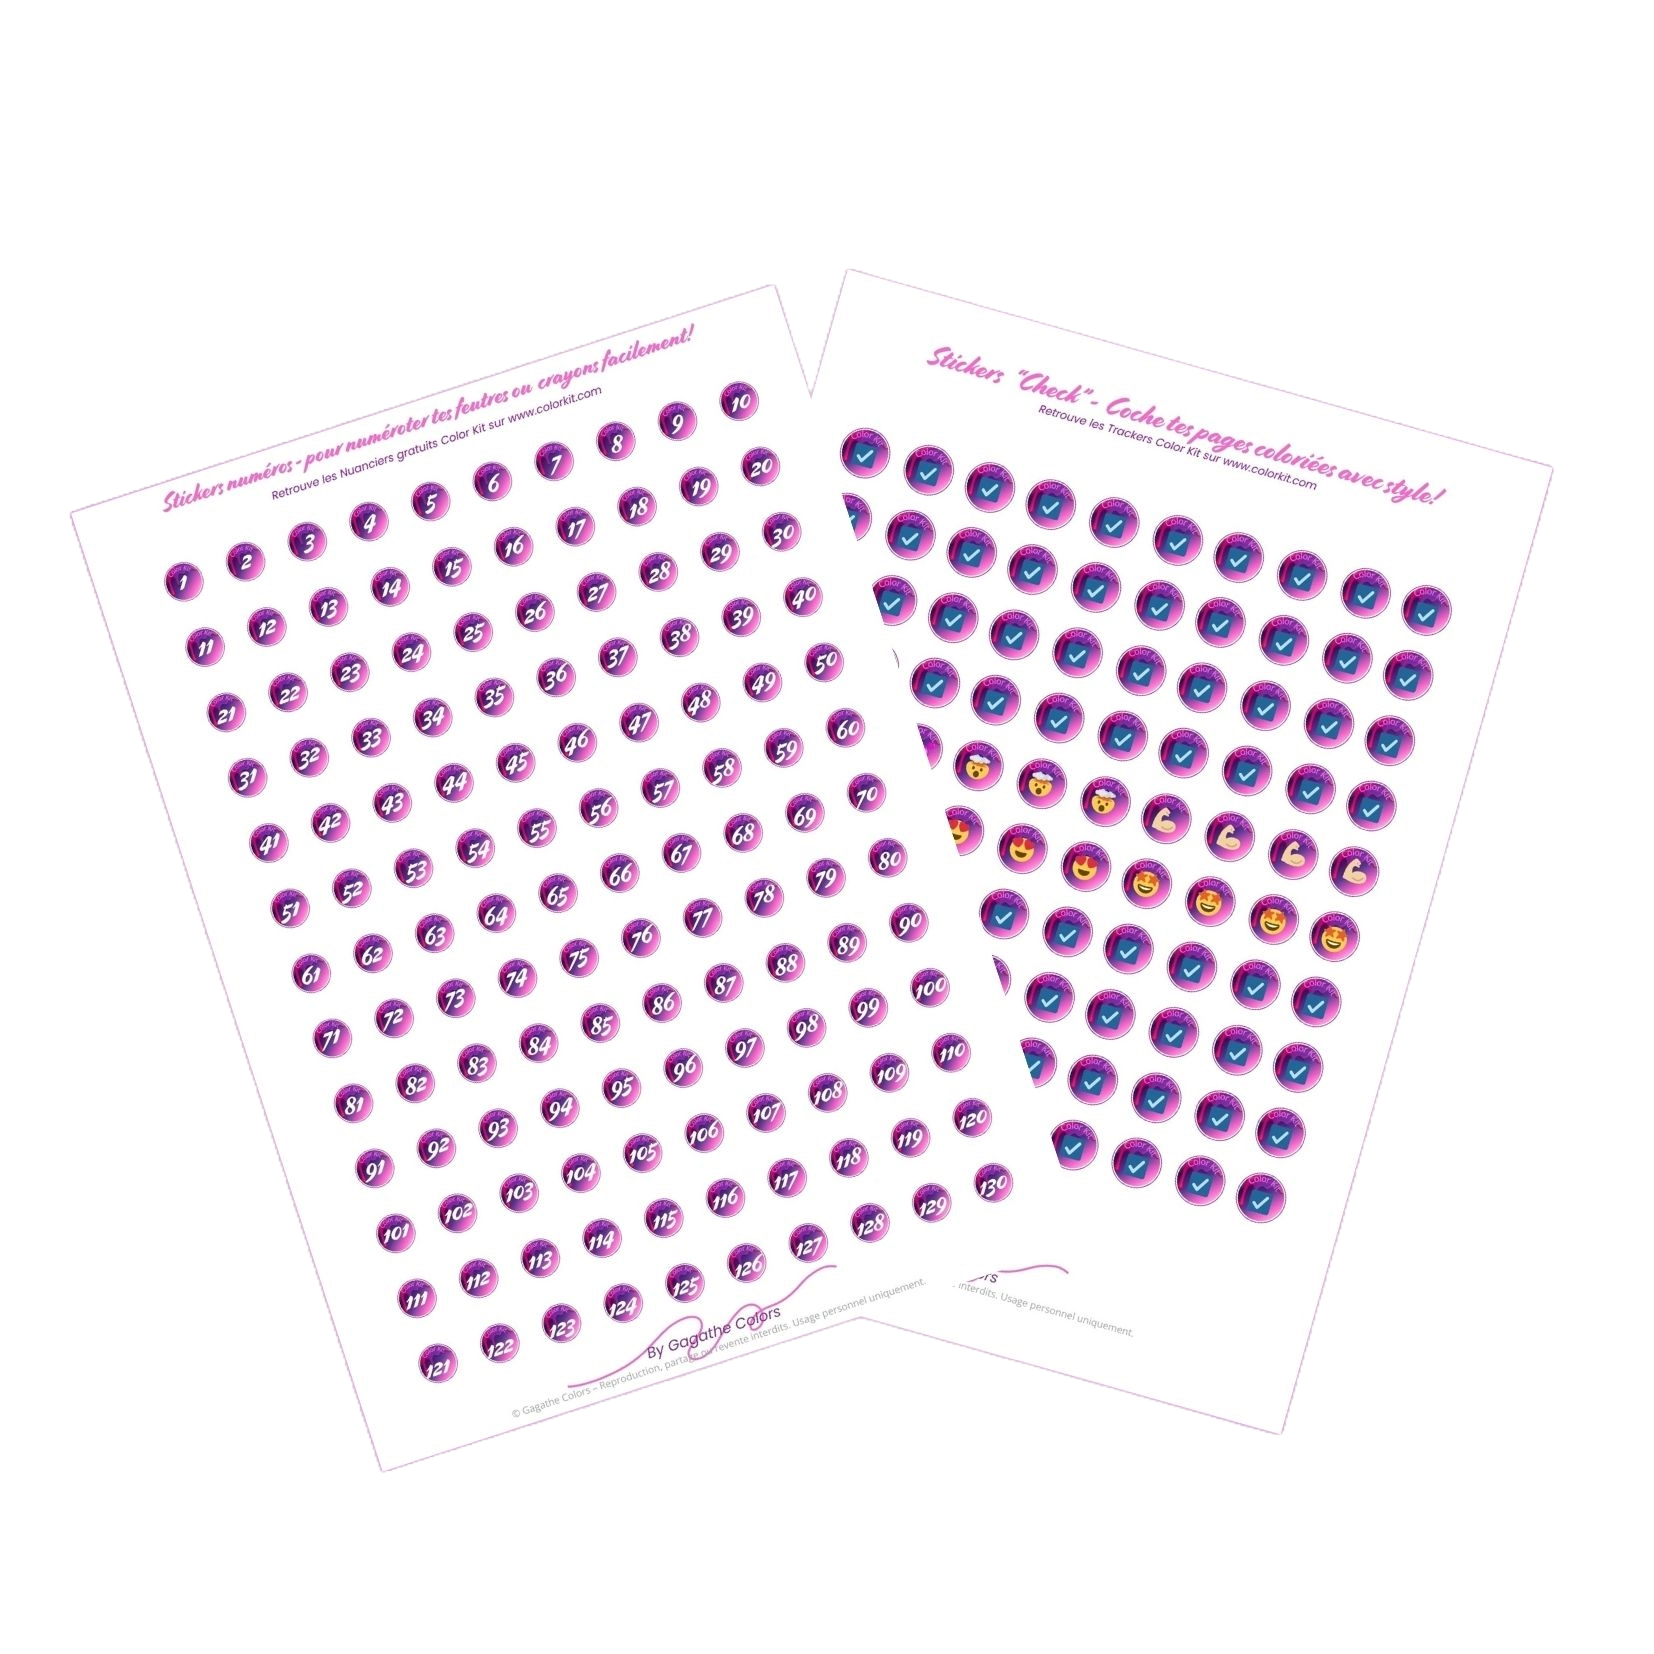 Stickers numéros - pour numéroter tes feutres ou crayons facilement!
Retrouve les Nuanciers gratuits Color Kit sur www.colorkit.com
1 2 3 4 5 6 7 8 9 10
11 12 13 14 15 16 17 18 19 20
21 22 23 24 25 26 27 28 29 30
31 32 33 34 35 36 37 38 39 40
41 42 43 44 45 46 47 48 49 50
51 52 53 54 55 56 57 58 59 60
61 62 63 64 65 66 67 68 69 70
71 72 73 74 75 76 77 78 79 80
81 82 83 84 85 86 87 88 89 90
91 92 93 94 95 96 97 98 99 100
101 102 103 104 105 106 107 108 109 110
111 112 113 114 115 116 117 118 119 120
121 122 123 124 125 126 127 128 129 130
By Gagathe Colors
© Gagathe Colors – Reproduction, partage ou revente interdits. Usage personnel uniquement.
Stickers "Check" - Coche tes pages coloriées avec style!
Retrouve les Trackers Color Kit sur www.colorkit.com
Color Kit
interdits. Usage personnel uniquement.